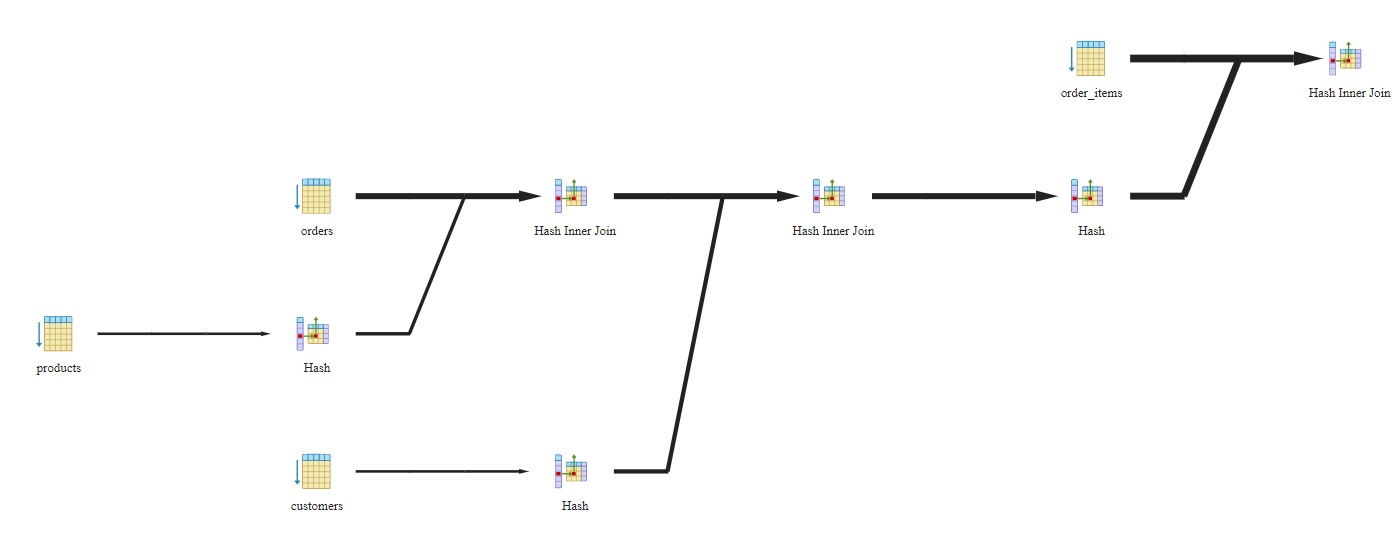 order_items
Hash Inner Join
orders
Hash Inner Join
Hash Inner Join
Hash
products
Hash
customers
Hash